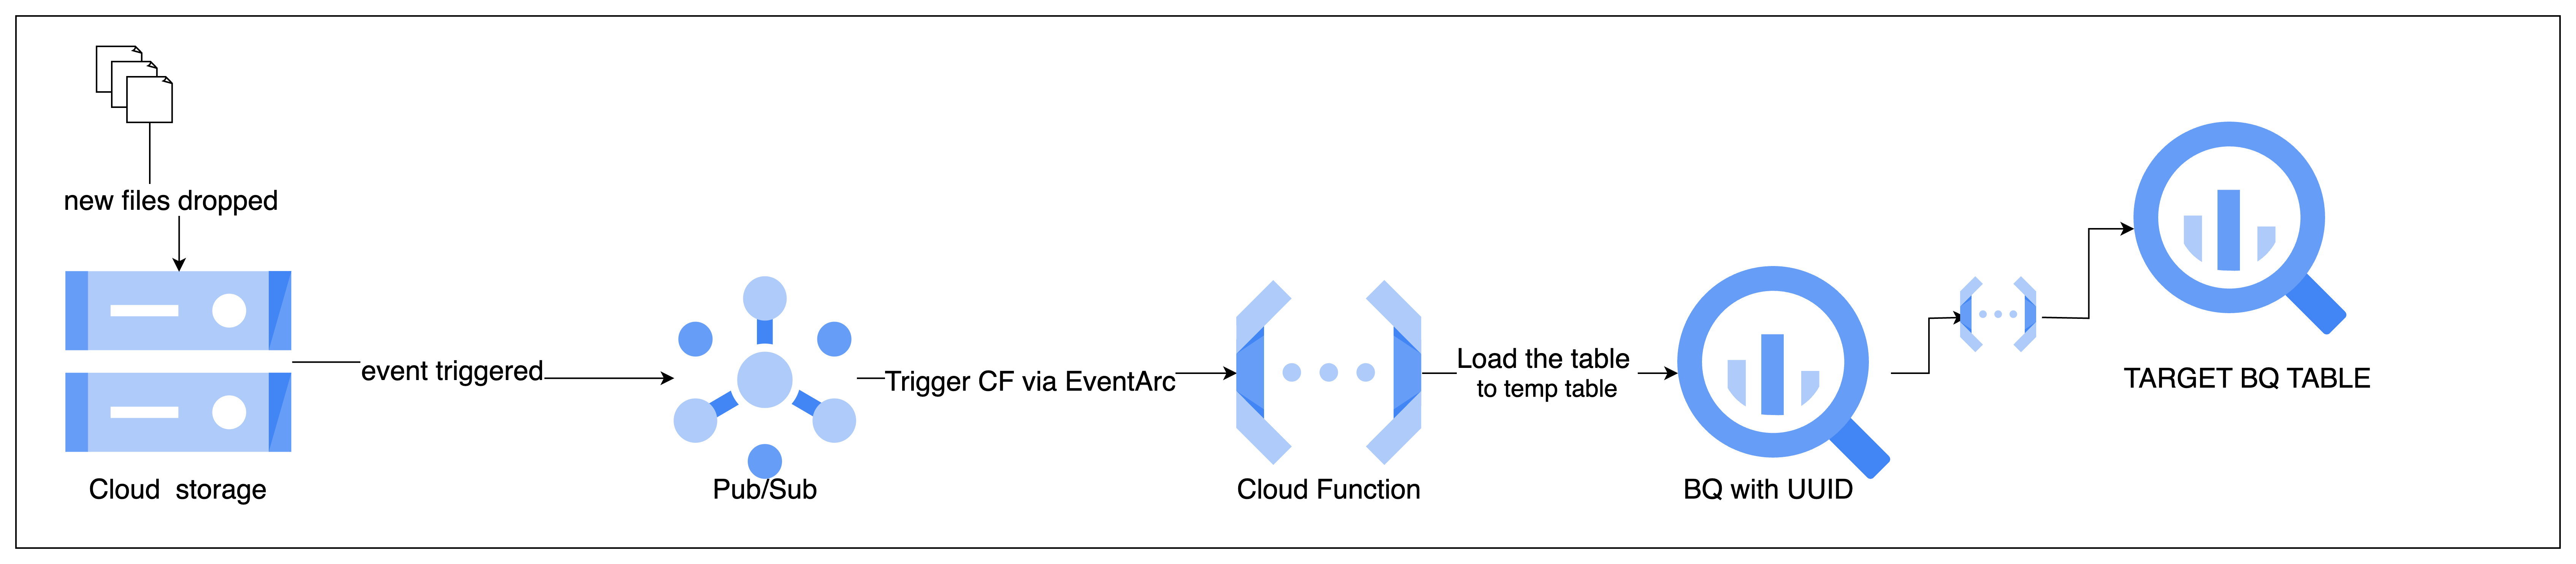 new files dropped
Cloud storage
event triggered
Pub/Sub
Trigger CF via EventArc
Cloud Function
Load the table
to temp table
BQ with UUID
TARGET BQ TABLE